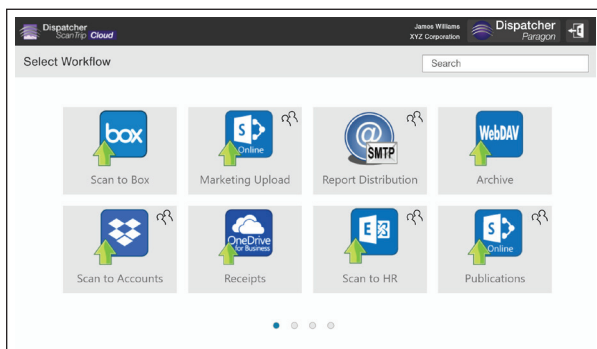 Dispatcher
ScanTrip Cloud
James Williams
XYZ Corporation
Dispatcher
Paragon
Select Workflow
Search
box
S
Online
@
SMTP
WebDAV
Scan to Box
Marketing Upload
Report Distribution
Archive
OneDrive
for Business
E
S
Online
Scan to Accounts
Receipts
Scan to HR
Publications